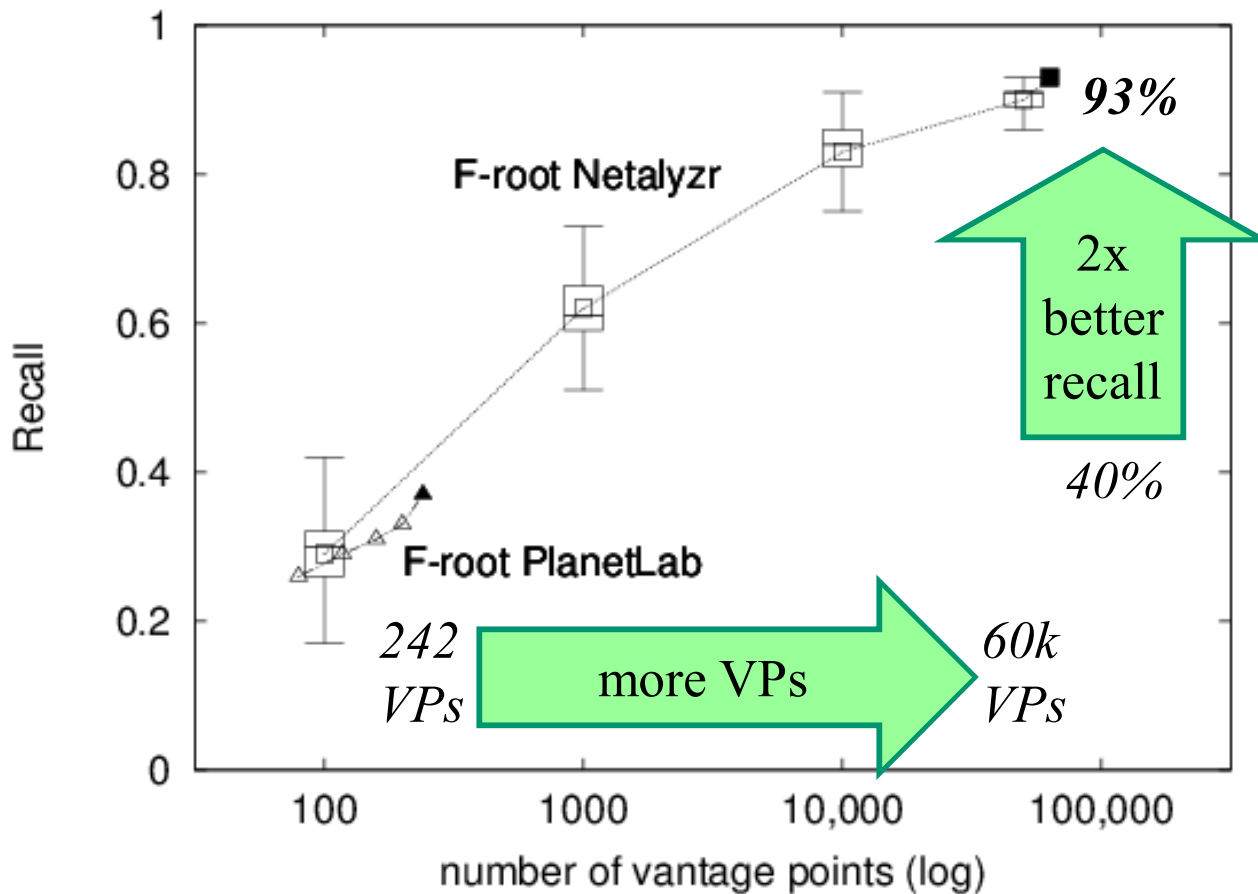 1
0.8
0.6
0.4
0.2
0
Recall
F-root Netalyzr
93%
2x
better
recall
40%
F-root PlanetLab
242
VPs
more VPs
60k
VPs
100
1000
10,000
100,000
number of vantage points (log)